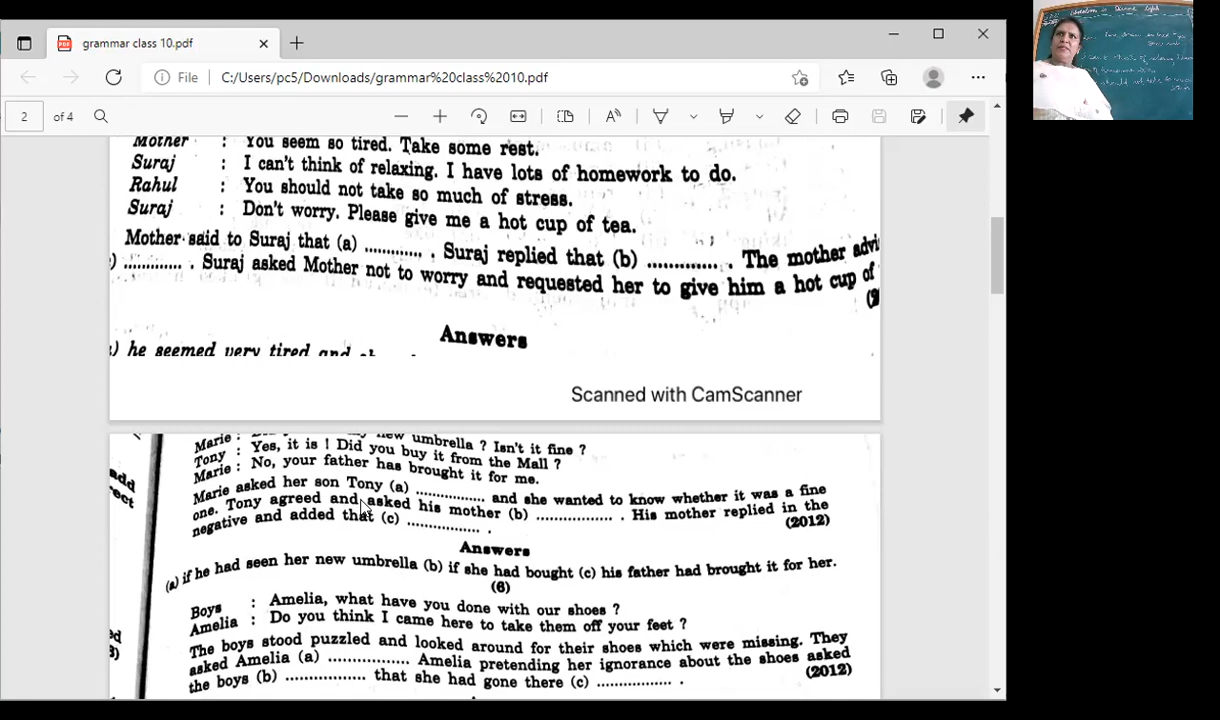 grammar class 10.pdf
File C:/Users/pc5/Downloads/grammar%20class%2010.pdf
2 of 4
Mother : You seem so tired. Take some rest.
Suraj : I can't think of relaxing. I have lots of homework to do.
Rahul : You should not take so much of stress.
Suraj : Don't worry. Please give me a hot cup of tea.
Mother said to Suraj that (a) ............. . Suraj replied that (b) ............. . The mother advi
) ............. . Suraj asked Mother not to worry and requested her to give him a hot cup of
Answers
) he seemed very tired and
Scanned with CamScanner
Marie : new umbrella ? Isn't it fine ?
Tony : Yes, it is ! Did you buy it from the Mall ?
Marie : No, your father has brought it for me.
Marie asked her son Tony (a) ................ and she wanted to know whether it was a fine
one. Tony agreed and asked his mother (b) ................ . His mother replied in the
negative and added that (c) ................ .
(2012)
Answers
(a) if he had seen her new umbrella (b) if she had bought (c) his father had brought it for her.
(6)
Boys : Amelia, what have you done with our shoes ?
Amelia : Do you think I came here to take them off your feet ?
The boys stood puzzled and looked around for their shoes which were missing. They
asked Amelia (a) ................ Amelia pretending her ignorance about the shoes asked
the boys (b) ................ that she had gone there (c) ................ .
(2012)